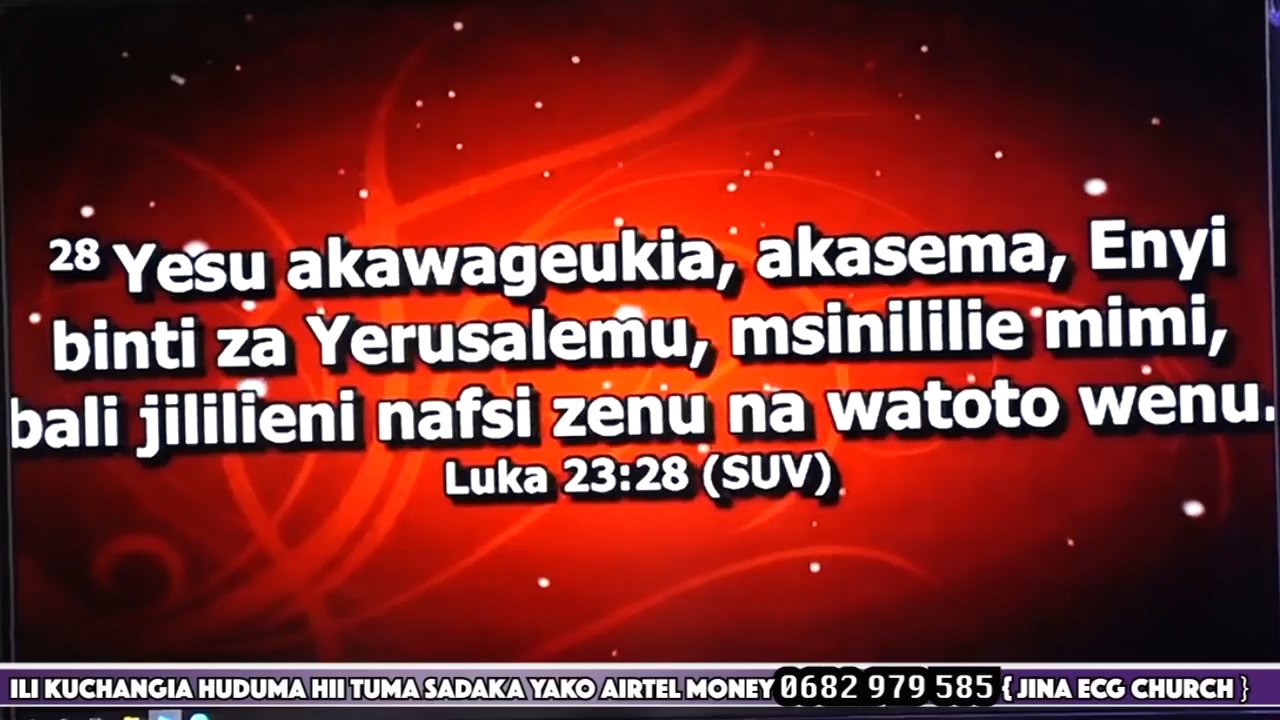 28 Yesu akawageukia, akasema, Enyi
binti za Yerusalemu, msinililie mimi,
bali jililieni nafsi zenu na watoto wenu.
Luka 23:28 (SUV)
ILI KUCHANGIA HUDUMA HII TUMA SADAKA YAKO AIRTEL MONEY 0682 979 585 { JINA ECG CHURCH }